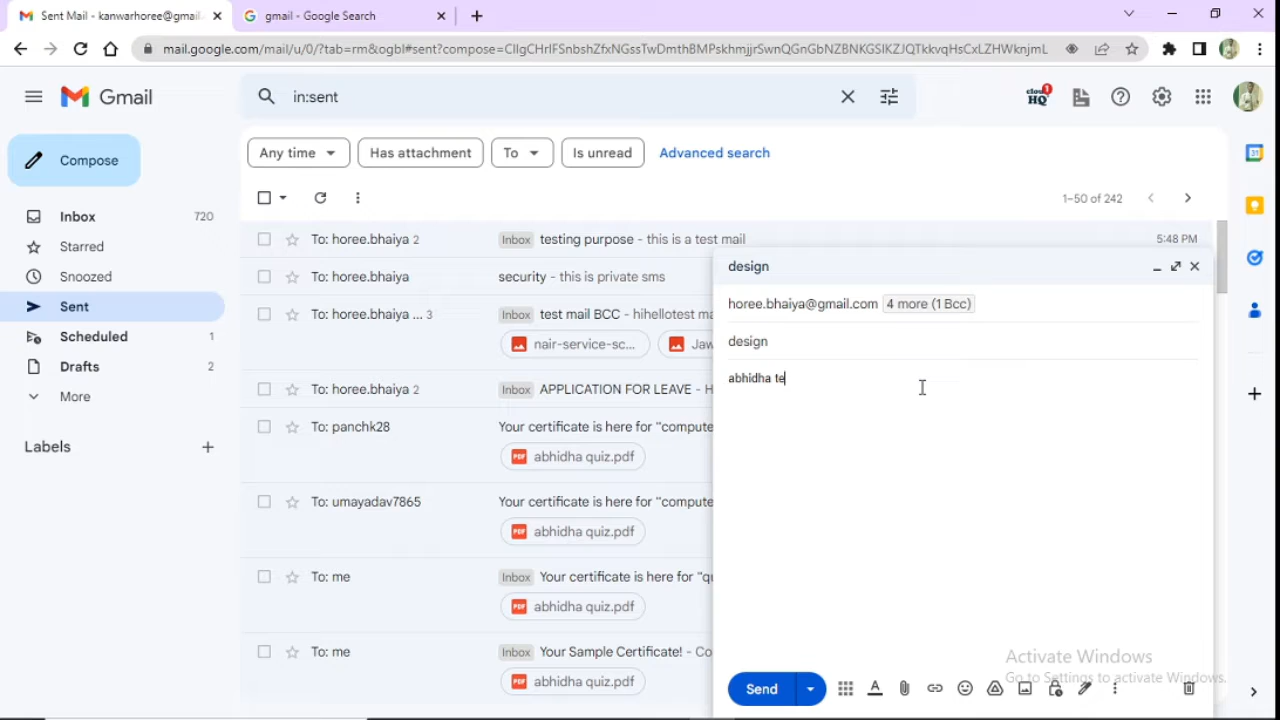 Sent Mail - kanwarhoree@gmail.
gmail - Google Search
mail.google.com/mail/u/0/?tab=rm&ogbl#sent?compose=CllgCHrlFSnbshZfxNGssTwDmthBMPskhmjjrSwnQGnGbNZBNKGSlKZJQTkkvqHsCxLZHWknjmL
Gmail
in:sent
Compose
Any time
Has attachment
To
Is unread
Advanced search
1–50 of 242
Inbox 720
Starred
Snoozed
Sent
Scheduled 1
Drafts 2
More
Labels
To: horee.bhaiya 2 Inbox testing purpose - this is a test mail 5:48 PM
To: horee.bhaiya security - this is private sms
To: horee.bhaiya ... 3 Inbox test mail BCC - hihellotest ma
nair-service-sc... Jaw
To: horee.bhaiya 2 Inbox APPLICATION FOR LEAVE - H
To: panchk28 Your certificate is here for "compute
PDF abhidha quiz.pdf
To: umayadav7865 Your certificate is here for "compute
PDF abhidha quiz.pdf
To: me Inbox Your certificate is here for "qu
PDF abhidha quiz.pdf
To: me Inbox Your Sample Certificate! - Co
PDF abhidha quiz.pdf
design
horee.bhaiya@gmail.com 4 more (1 Bcc)
design
abhidha te
Send
Activate Windows
Go to Settings to activate Windows.